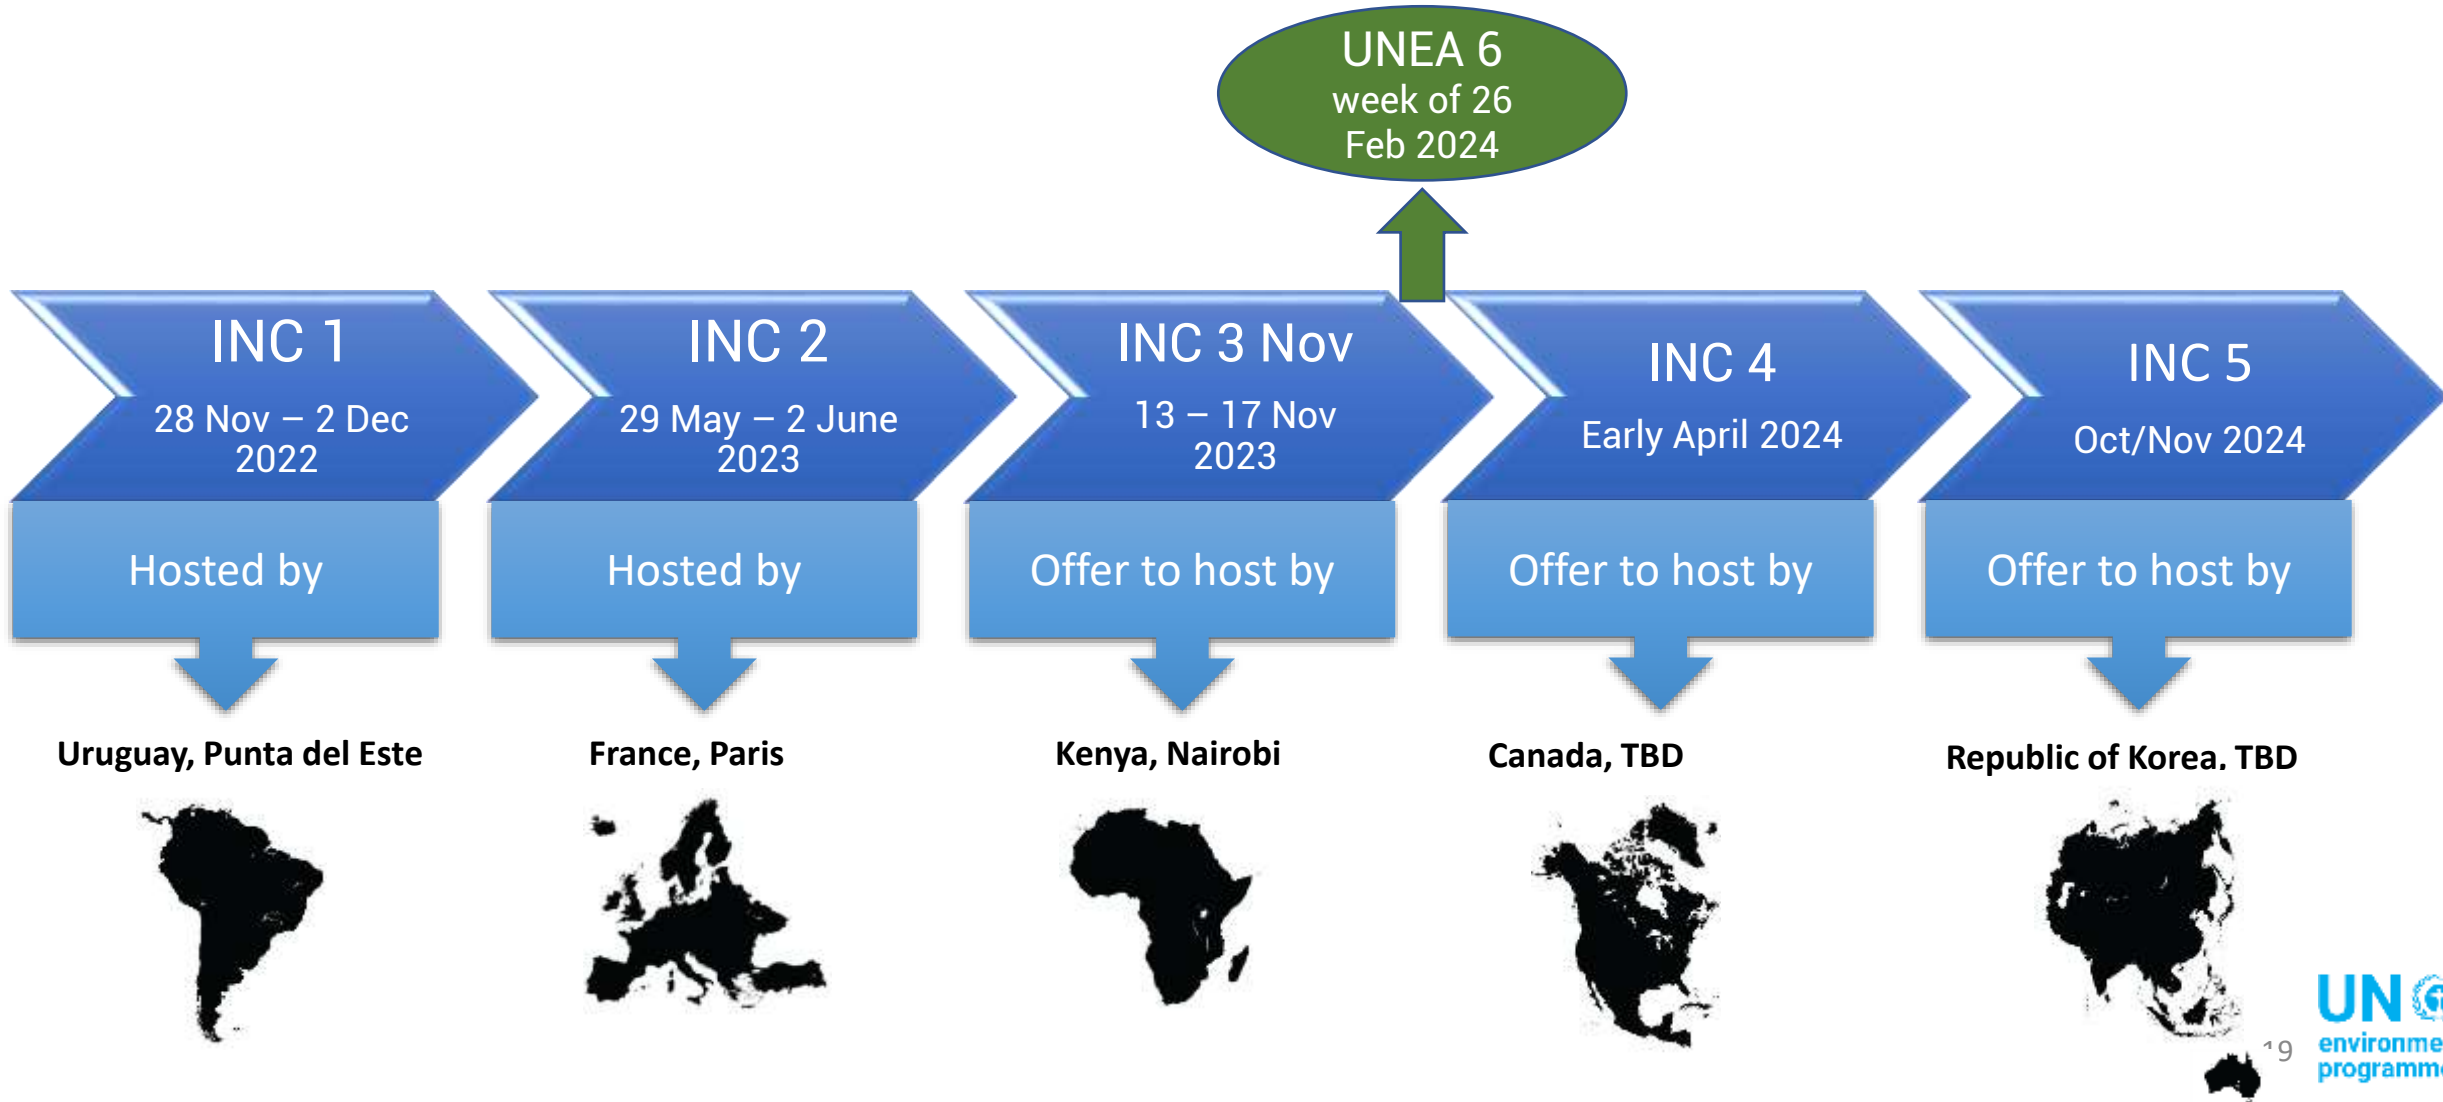 UNEA 6
week of 26
Feb 2024
INC 1
28 Nov – 2 Dec
2022
INC 2
29 May – 2 June
2023
INC 3 Nov
13 – 17 Nov
2023
INC 4
Early April 2024
INC 5
Oct/Nov 2024
Hosted by
Hosted by
Offer to host by
Offer to host by
Offer to host by
Uruguay, Punta del Este
France, Paris
Kenya, Nairobi
Canada, TBD
Republic of Korea, TBD
19
UN
environme
programme